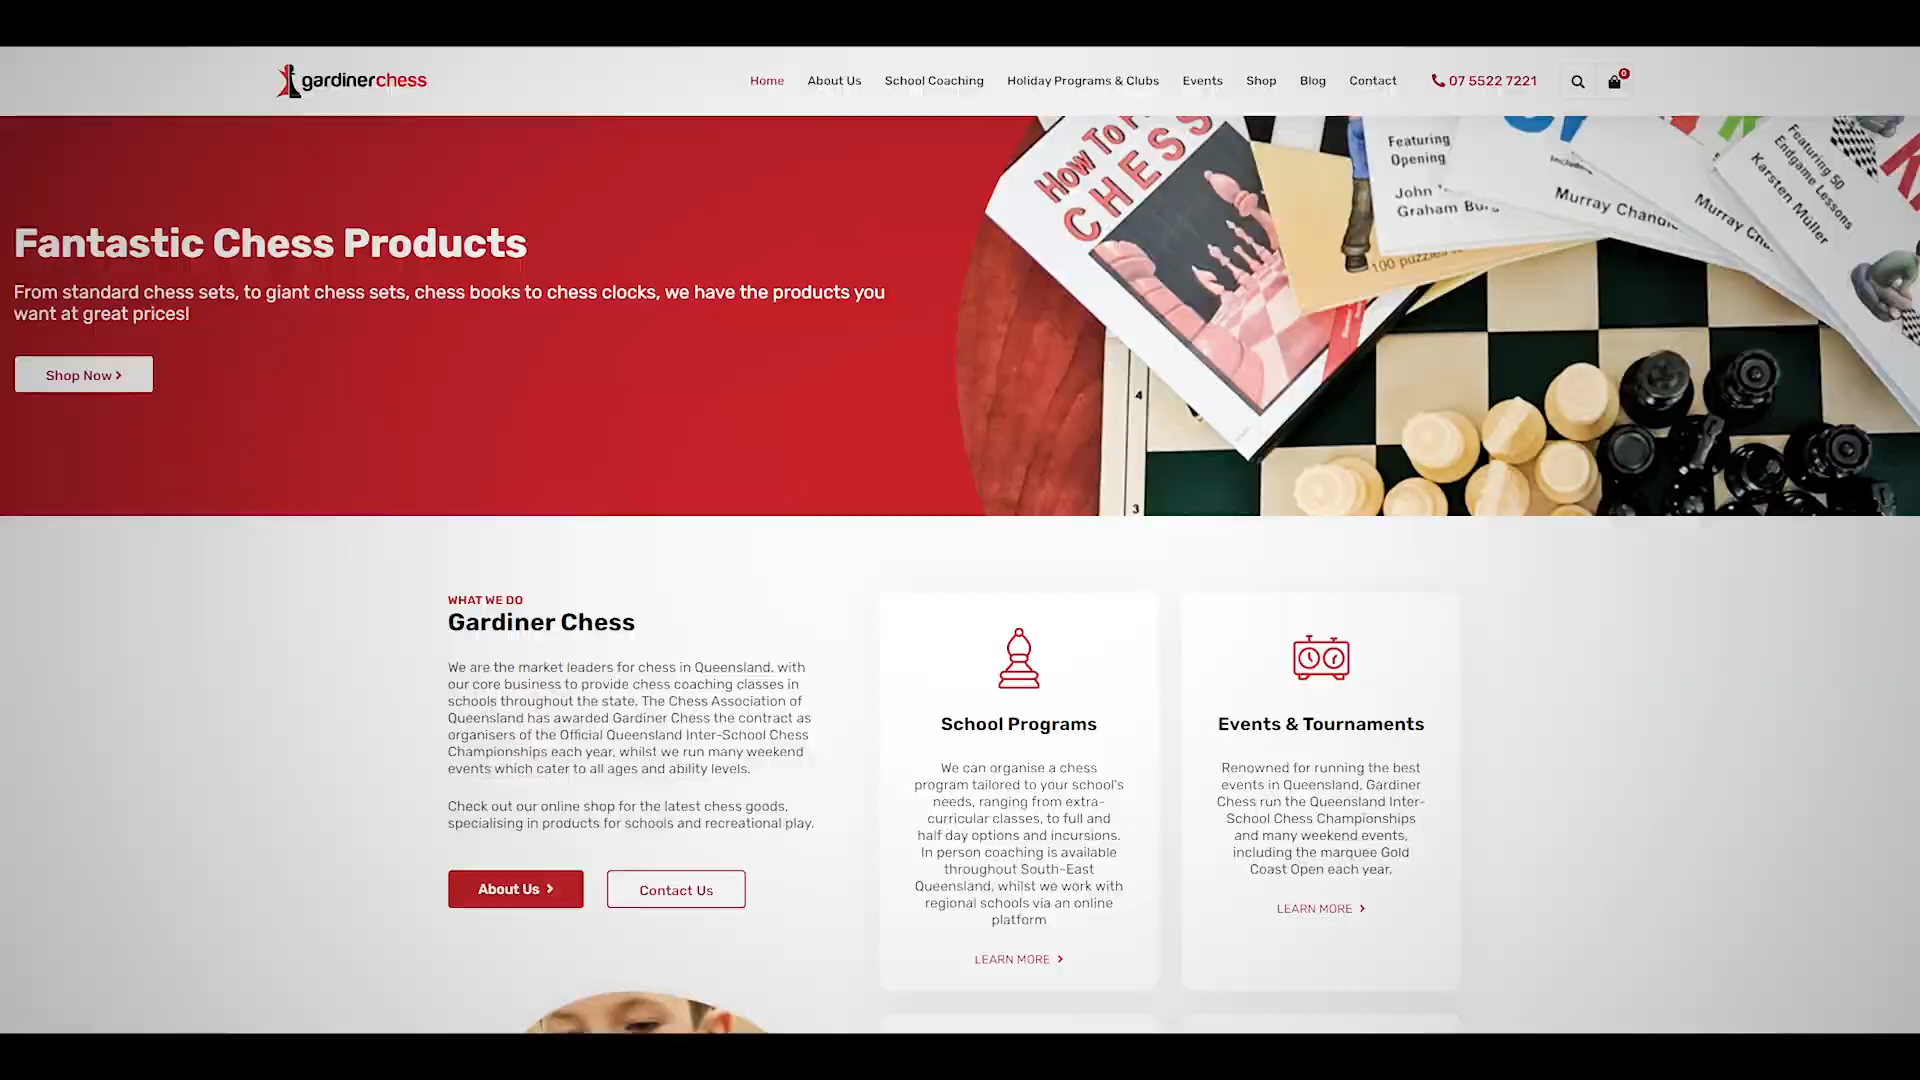 gardinerchess
Home About Us School Coaching Holiday Programs & Clubs Events Shop Blog Contact 07 5522 7221 0
Fantastic Chess Products
From standard chess sets, to giant chess sets, chess books to chess clocks, we have the products you
want at great prices!
Shop Now
HOW TO
CHESS
Featuring
Opening
John
Graham
100 puzzles
Murray
Murray
Featuring 50
Endgame Lessons
Karsten Müller
4
3
WHAT WE DO
Gardiner Chess
We are the market leaders for chess in Queensland, with
our core business to provide chess coaching classes in
schools throughout the state. The Chess Association of
Queensland has awarded Gardiner Chess the contract as
organisers of the Official Queensland Inter-School Chess
Championships each year, whilst we run many weekend
events which cater to all ages and ability levels.
Check out our online shop for the latest chess goods,
specialising in products for schools and recreational play.
About Us
Contact Us
School Programs
We can organise a chess
program tailored to your school's
needs, ranging from extra-
curricular classes, to full and
half day options and incursions.
In person coaching is available
throughout South-East
Queensland, whilst we work with
regional schools via an online
platform
LEARN MORE
Events & Tournaments
Renowned for running the best
events in Queensland, Gardiner
Chess run the Queensland Inter-
School Chess Championships
and many weekend events,
including the marquee Gold
Coast Open each year.
LEARN MORE